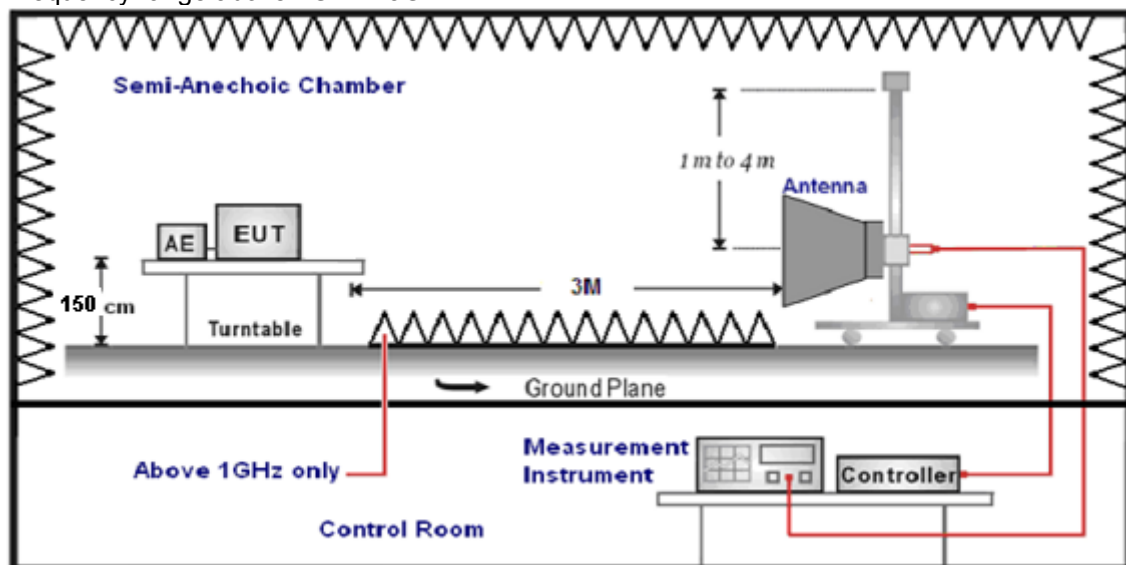 Semi-Anechoic Chamber
1 m to 4 m
Antenna
AE
EUT
150 cm
3M
Turntable
Ground Plane
Above 1GHz only
Measurement
Instrument
Controller
Control Room